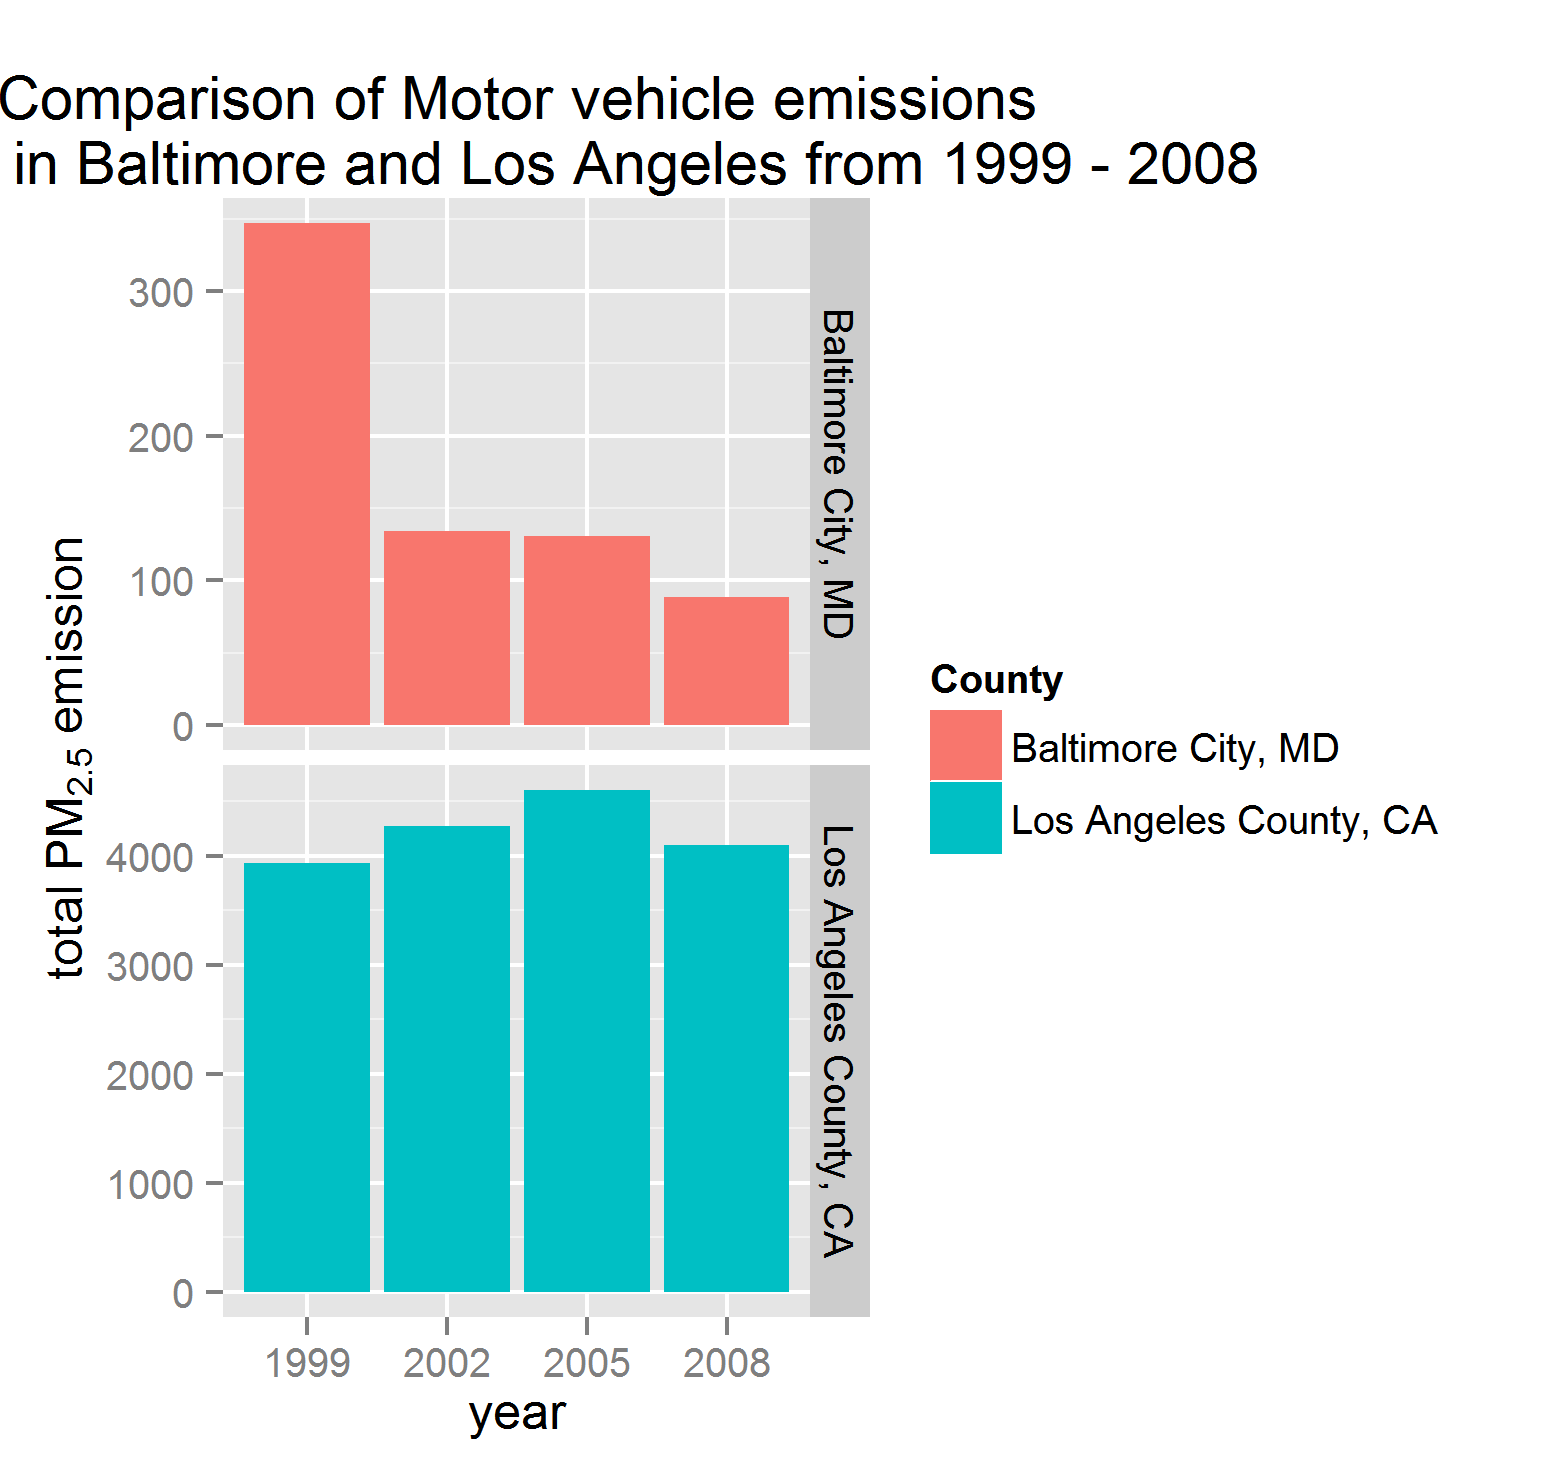 Comparison of Motor vehicle emissions
in Baltimore and Los Angeles from 1999 - 2008
total PM2.5 emission
300
200
100
0
Baltimore City, MD
4000
3000
2000
1000
0
Los Angeles County, CA
1999 2002 2005 2008
year
County
Baltimore City, MD
Los Angeles County, CA